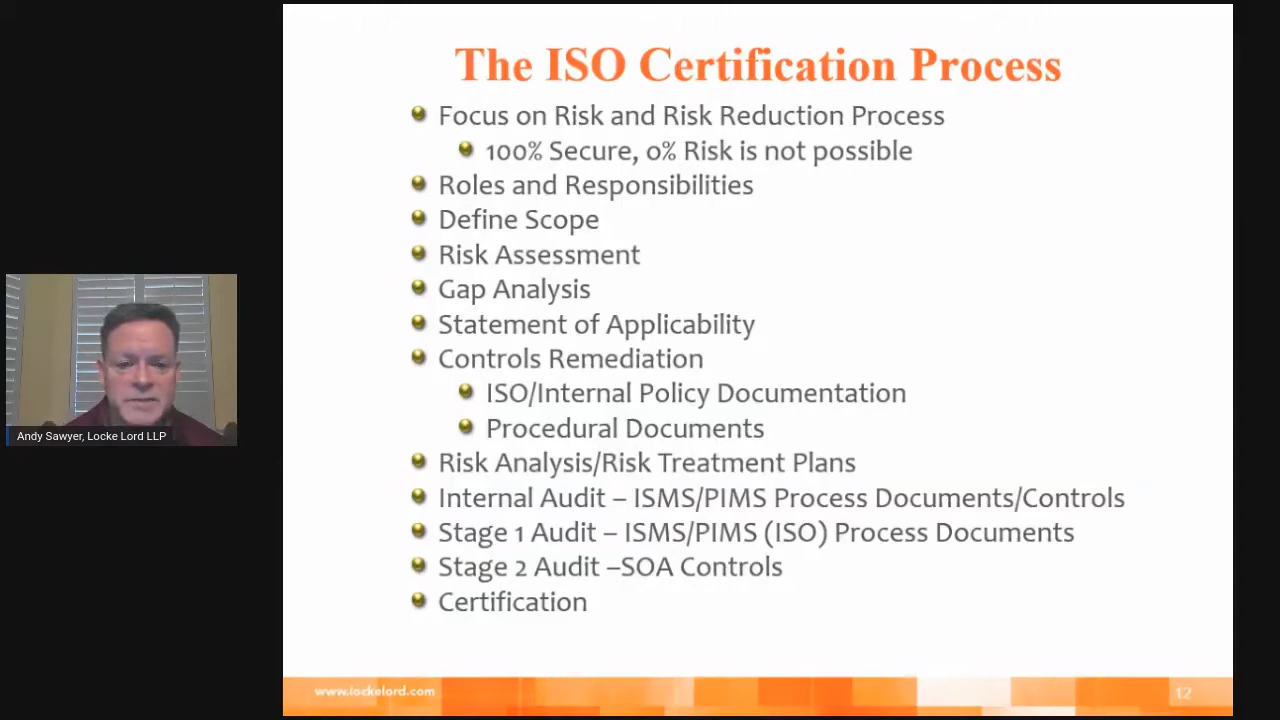 The ISO Certification Process
Focus on Risk and Risk Reduction Process
100% Secure, 0% Risk is not possible
Roles and Responsibilities
Define Scope
Risk Assessment
Gap Analysis
Statement of Applicability
Controls Remediation
ISO/Internal Policy Documentation
Procedural Documents
Risk Analysis/Risk Treatment Plans
Internal Audit – ISMS/PIMS Process Documents/Controls
Stage 1 Audit – ISMS/PIMS (ISO) Process Documents
Stage 2 Audit –SOA Controls
Certification
Andy Sawyer, Locke Lord LLP
www.lockelord.com
12